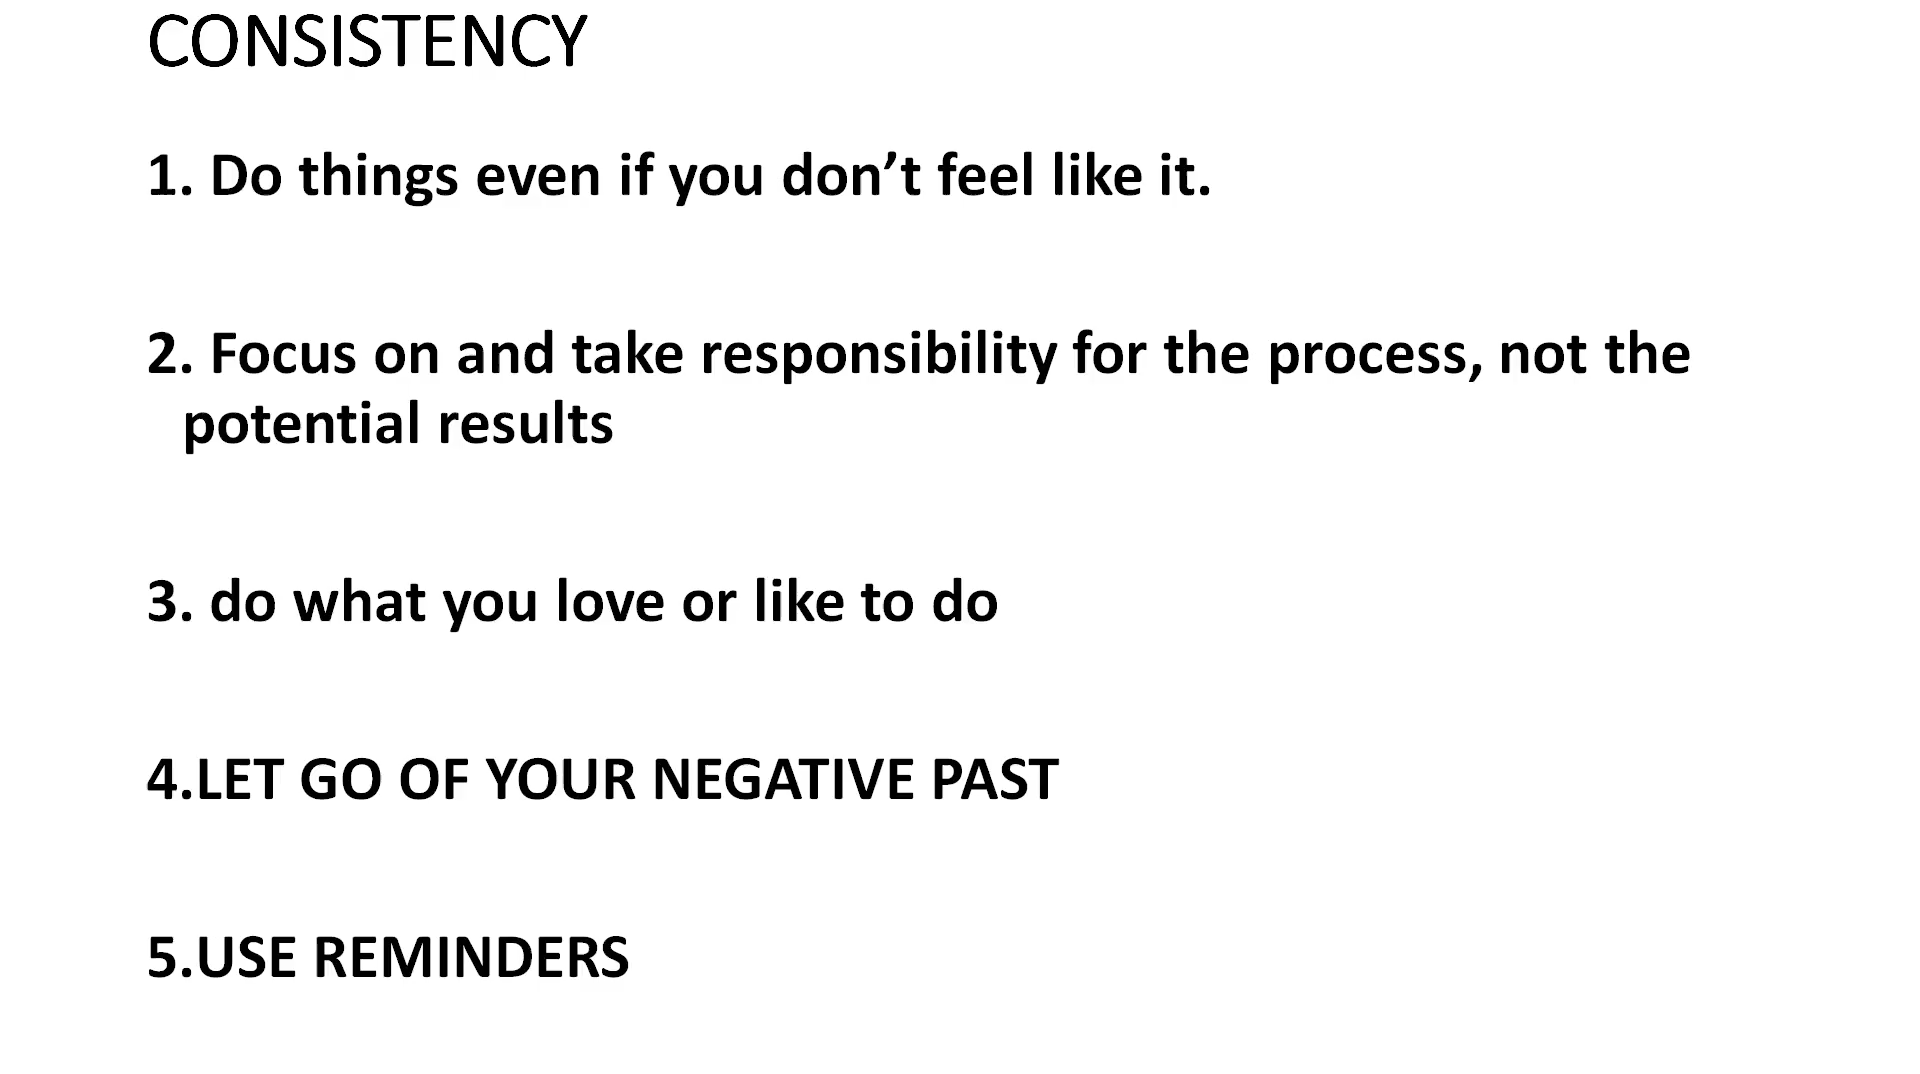 CONSISTENCY
1. Do things even if you don’t feel like it.
2. Focus on and take responsibility for the process, not the
potential results
3. do what you love or like to do
4.LET GO OF YOUR NEGATIVE PAST
5.USE REMINDERS